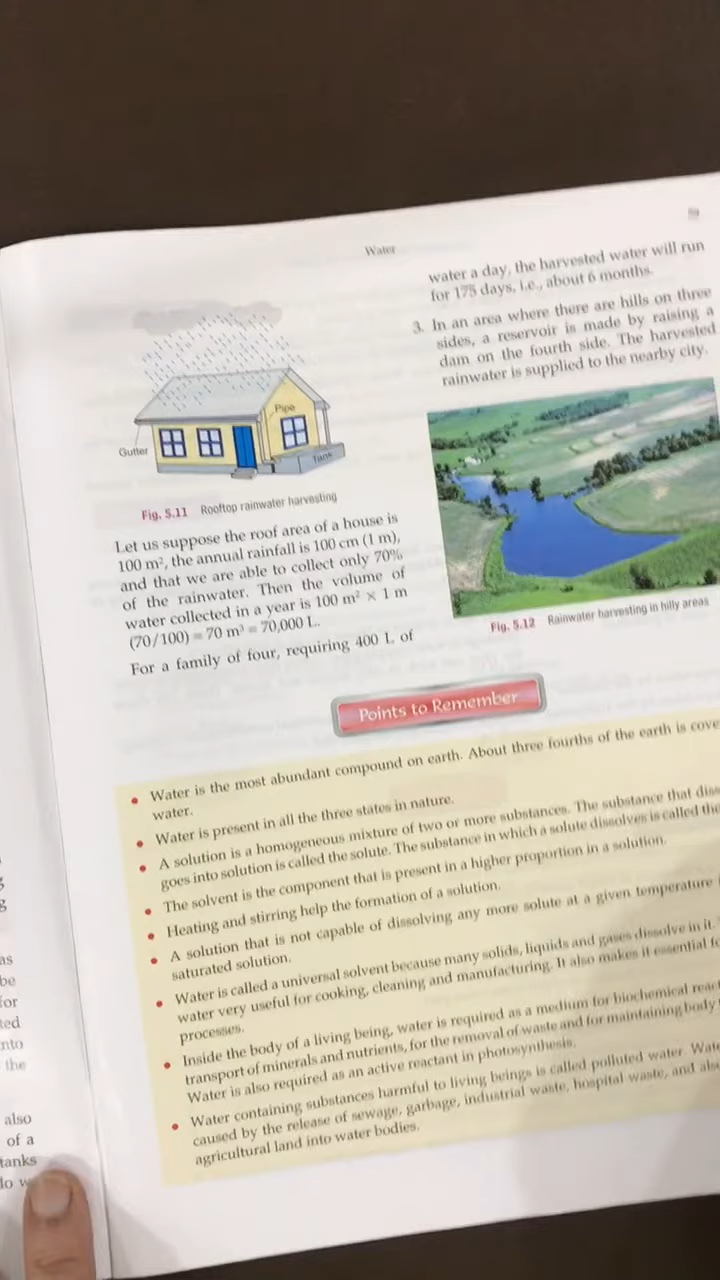 Water
Gutter
Pipe
Tank
Fig. 5.11 Rooftop rainwater harvesting
Let us suppose the roof area of a house is
100 m², the annual rainfall is 100 cm (1 m),
and that we are able to collect only 70%
of the rainwater. Then the volume of
water collected in a year is 100 m² × 1 m
(70/100) = 70 m³ = 70,000 L.
For a family of four, requiring 400 L of
water a day, the harvested water will run
for 175 days, i.e., about 6 months.
3. In an area where there are hills on three
sides, a reservoir is made by raising a
dam on the fourth side. The harvested
rainwater is supplied to the nearby city.
Fig. 5.12 Rainwater harvesting in hilly areas
Points to Remember
• Water is the most abundant compound on earth. About three fourths of the earth is cove
water.
• Water is present in all the three states in nature.
• A solution is a homogeneous mixture of two or more substances. The substance that diss
goes into solution is called the solute. The substance in which a solute dissolves is called the
• The solvent is the component that is present in a higher proportion in a solution.
• Heating and stirring help the formation of a solution.
• A solution that is not capable of dissolving any more solute at a given temperature
saturated solution.
• Water is called a universal solvent because many solids, liquids and gases dissolve in it.
water very useful for cooking, cleaning and manufacturing. It also makes it essential fo
processes.
• Inside the body of a living being, water is required as a medium for biochemical reac
transport of minerals and nutrients, for the removal of waste and for maintaining body
Water is also required as an active reactant in photosynthesis.
• Water containing substances harmful to living beings is called polluted water. Wate
caused by the release of sewage, garbage, industrial waste, hospital waste, and also
agricultural land into water bodies.
g
g
as
be
for
ted
nto
the
also
of a
tanks
lo w